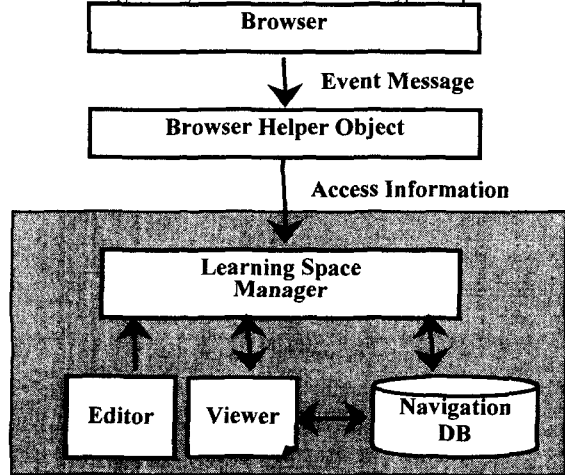 Browser
Event Message
Browser Helper Object
Access Information
Learning Space
Manager
Editor
Viewer
Navigation
DB